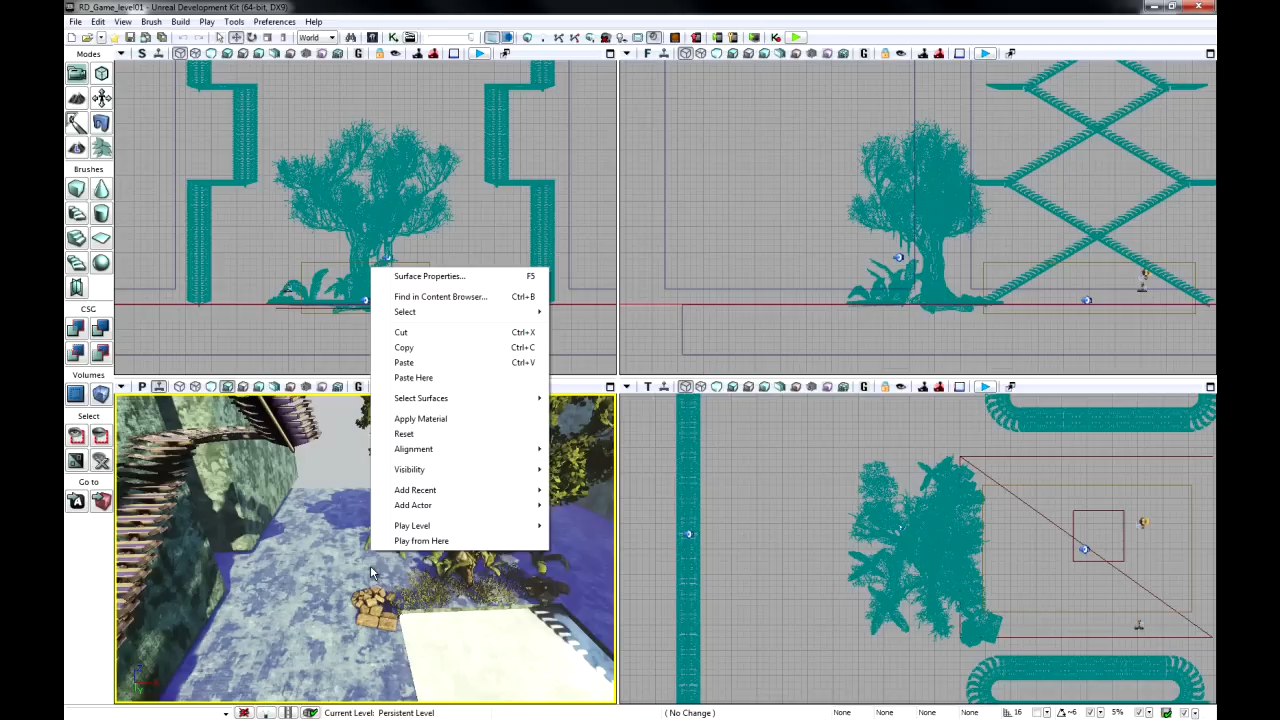 RD_Game_level01 - Unreal Development Kit (64-bit, DX9)
File Edit View Brush Build Play Tools Preferences Help
World
Modes
S G F G
Brushes
CSG
Volumes
Select
Go to
Surface Properties... F5
Find in Content Browser... Ctrl+B
Select
Cut Ctrl+X
Copy Ctrl+C
Paste Ctrl+V
Paste Here
Select Surfaces
Apply Material
Reset
Alignment
Visibility
Add Recent
Add Actor
Play Level
Play from Here
P G T G
Current Level: Persistent Level ( No Change ) None None None None 16 ~6 5%